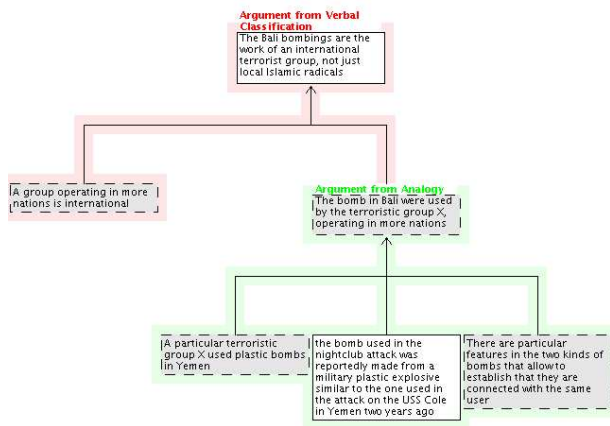 Argument from Verbal
Classification
The Bali bombings are the
work of an international
terrorist group, not just
local Islamic radicals
A group operating in more
nations is international
Argument from Analogy
The bomb in Bali were used
by the terroristic group X,
operating in more nations
A particular terroristic
group X used plastic bombs
in Yemen
the bomb used in the
nightclub attack was
reportedly made from a
military plastic explosive
similar to the one used in
the attack on the USS Cole
in Yemen two years ago
There are particular
features in the two kinds of
bombs that allow to
establish that they are
connected with the same
user